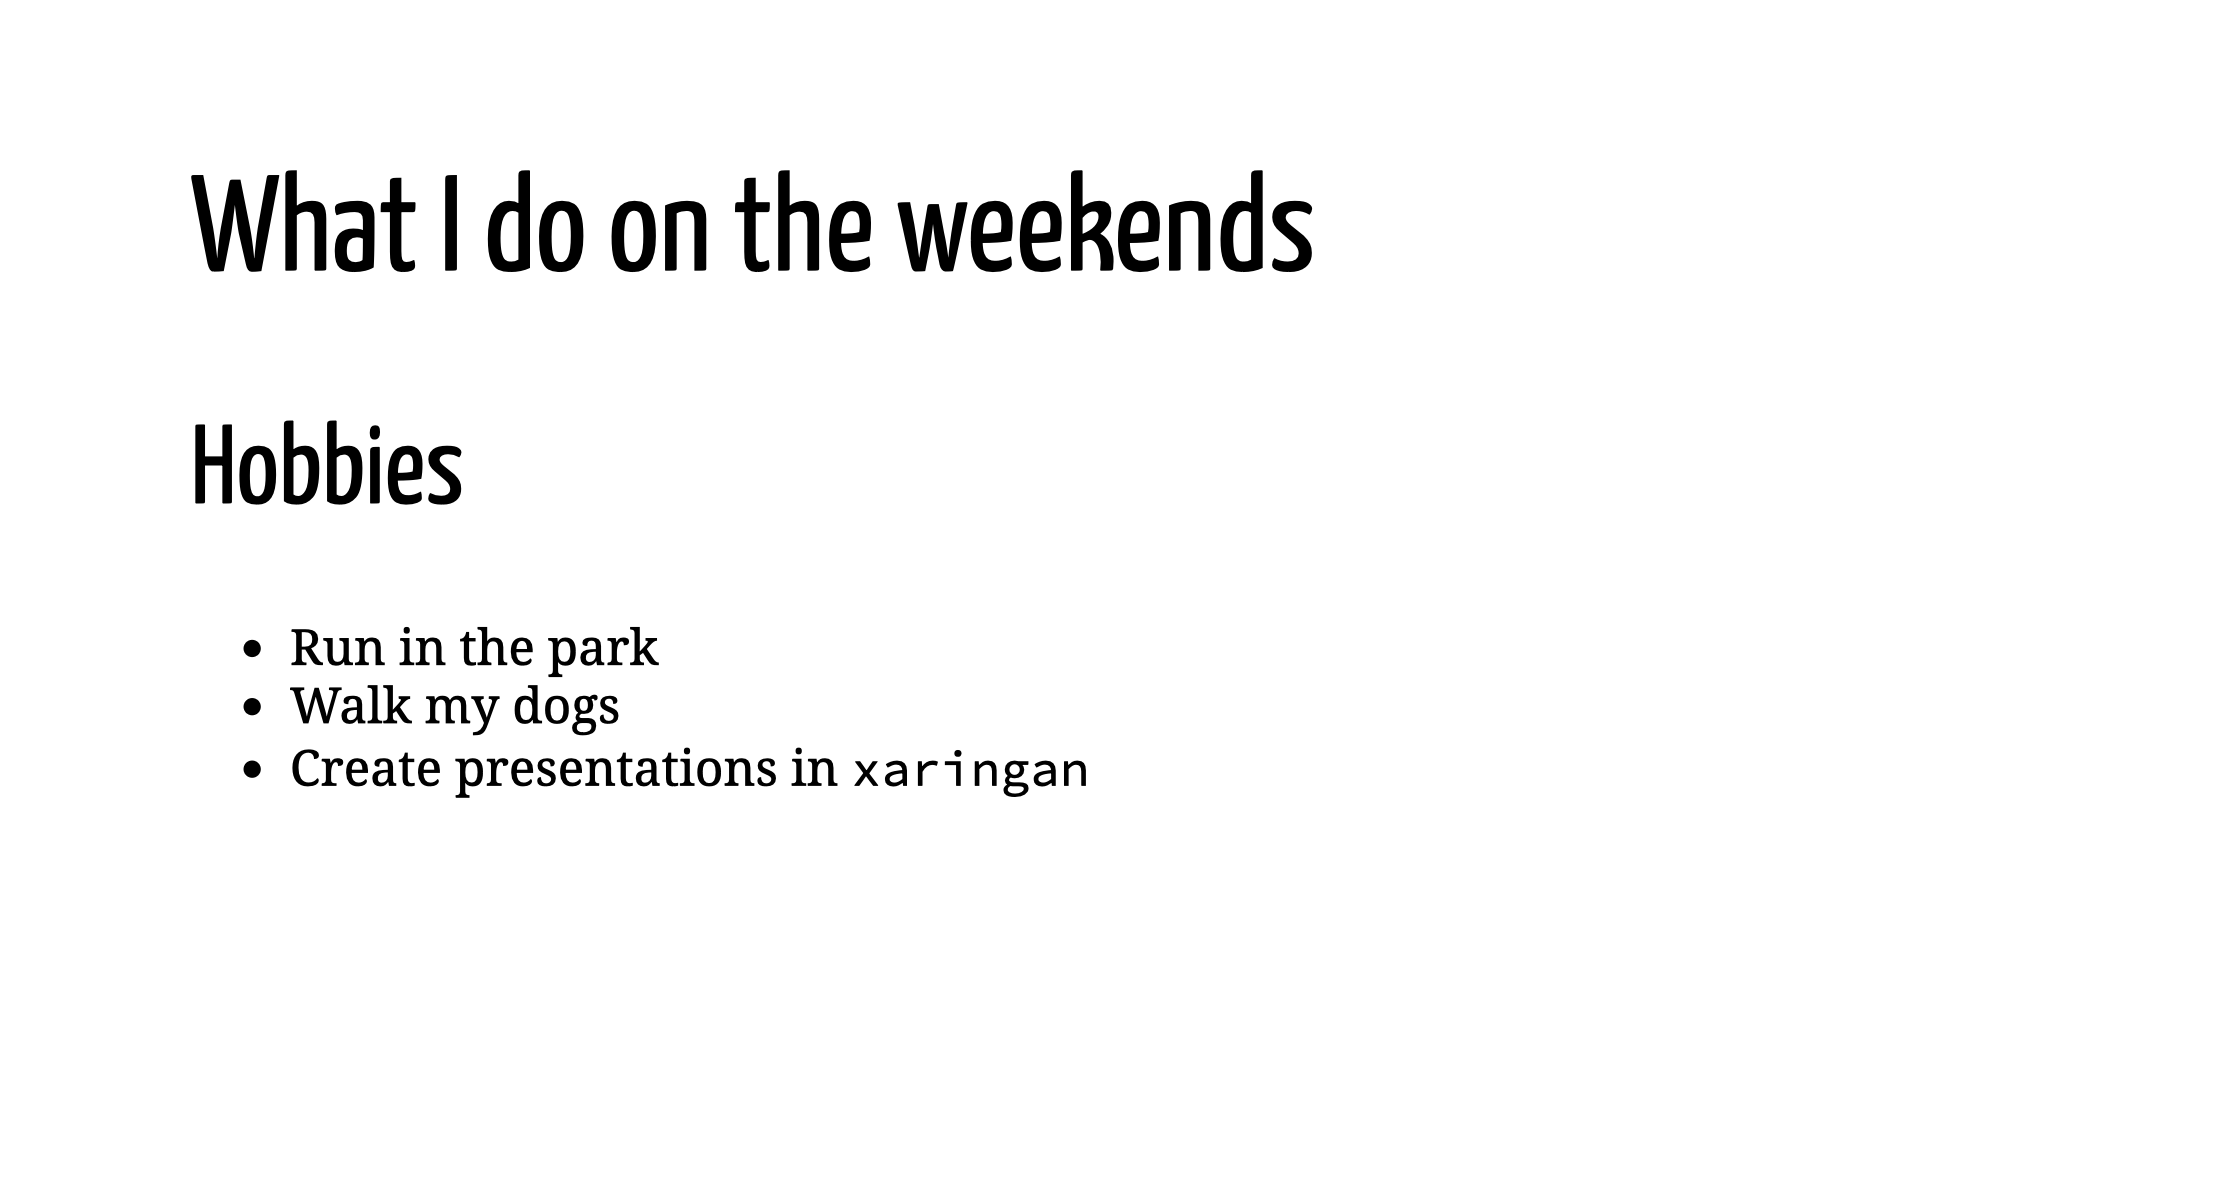 What I do on the weekends
Hobbies
• Run in the park
• Walk my dogs
• Create presentations in xaringan